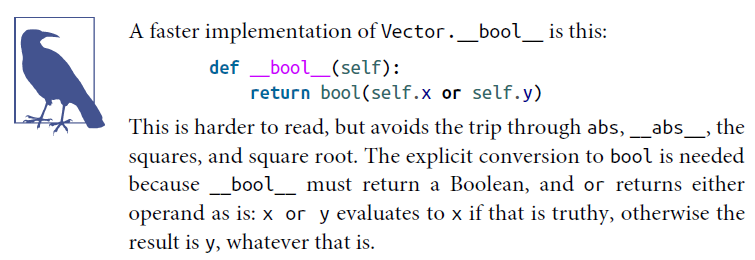 A faster implementation of Vector.__bool__ is this:
def __bool__(self):
return bool(self.x or self.y)
This is harder to read, but avoids the trip through abs, __abs__, the
squares, and square root. The explicit conversion to bool is needed
because __bool__ must return a Boolean, and or returns either
operand as is: x or y evaluates to x if that is truthy, otherwise the
result is y, whatever that is.